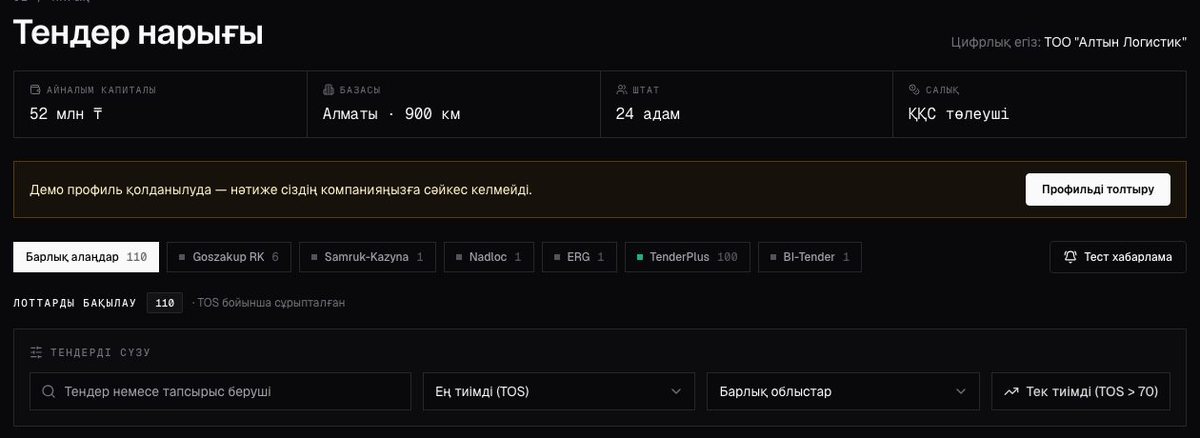 Тендер нарығы
Цифрлық егіз: ТОО "Алтын Логистик"
АЙНАЛЫМ КАПИТАЛЫ
52 млн ₸
БАЗАСЫ
Алматы · 900 км
ШТАТ
24 адам
САЛЫҚ
ҚҚС төлеуші
Демо профиль қолданылуда — нәтиже сіздің компанияңызға сәйкес келмейді.
Профильді толтыру
Барлық алаңдар 110
Goszakup RK 6
Samruk-Kazyna 1
Nadloc 1
ERG 1
TenderPlus 100
BI-Tender 1
Тест хабарлама
ЛОТТАРДЫ БАҚЫЛАУ 110 · TOS бойынша сұрыпталған
ТЕНДЕРДІ СҮЗУ
Тендер немесе тапсырыс беруші
Ең тиімді (TOS)
Барлық облыстар
Тек тиімді (TOS > 70)